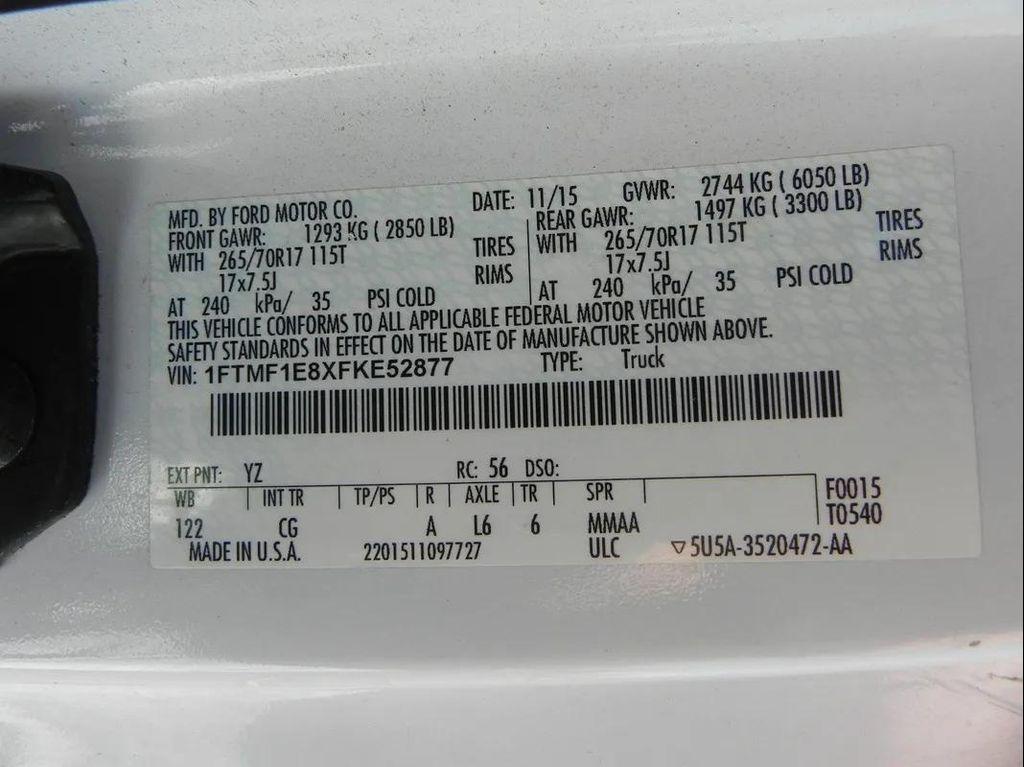 MFD. BY FORD MOTOR CO. DATE: 11/15 GVWR: 2744 KG ( 6050 LB)
FRONT GAWR: 1293 KG ( 2850 LB) REAR GAWR: 1497 KG ( 3300 LB)
WITH 265/70R17 115T TIRES WITH 265/70R17 115T TIRES
17x7.5J RIMS 17x7.5J RIMS
AT 240 kPa/ 35 PSI COLD AT 240 kPa/ 35 PSI COLD
THIS VEHICLE CONFORMS TO ALL APPLICABLE FEDERAL MOTOR VEHICLE
SAFETY STANDARDS IN EFFECT ON THE DATE OF MANUFACTURE SHOWN ABOVE.
VIN: 1FTMF1E8XFKE52877 TYPE: Truck
EXT PNT: YZ RC: 56 DSO:
WB INT TR TP/PS R AXLE TR SPR F0015
122 CG A L6 6 MMAA T0540
MADE IN U.S.A. 2201511097727 ULC ▽5U5A-3520472-AA